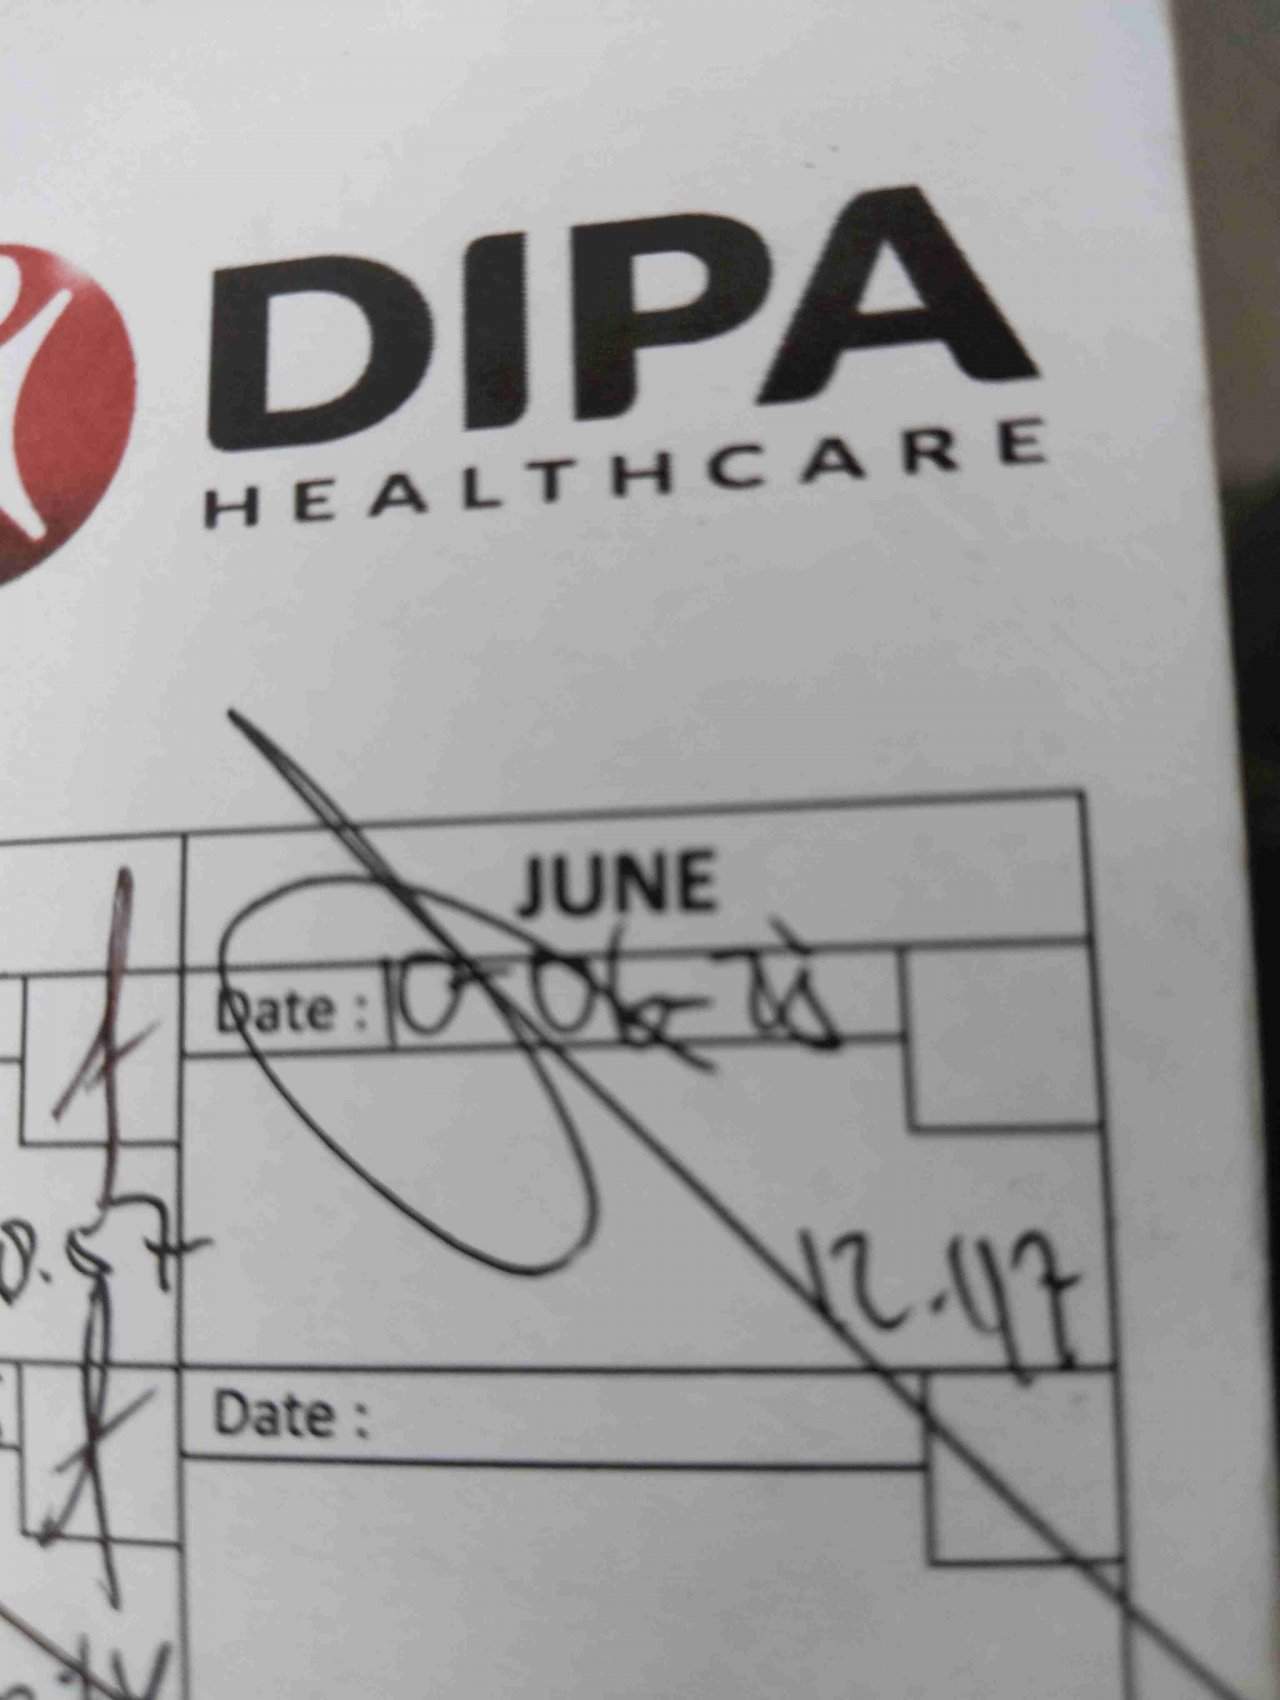 DIPA
HEALTHCARE
JUNE
Date : 10-06-25
12.47
Date :